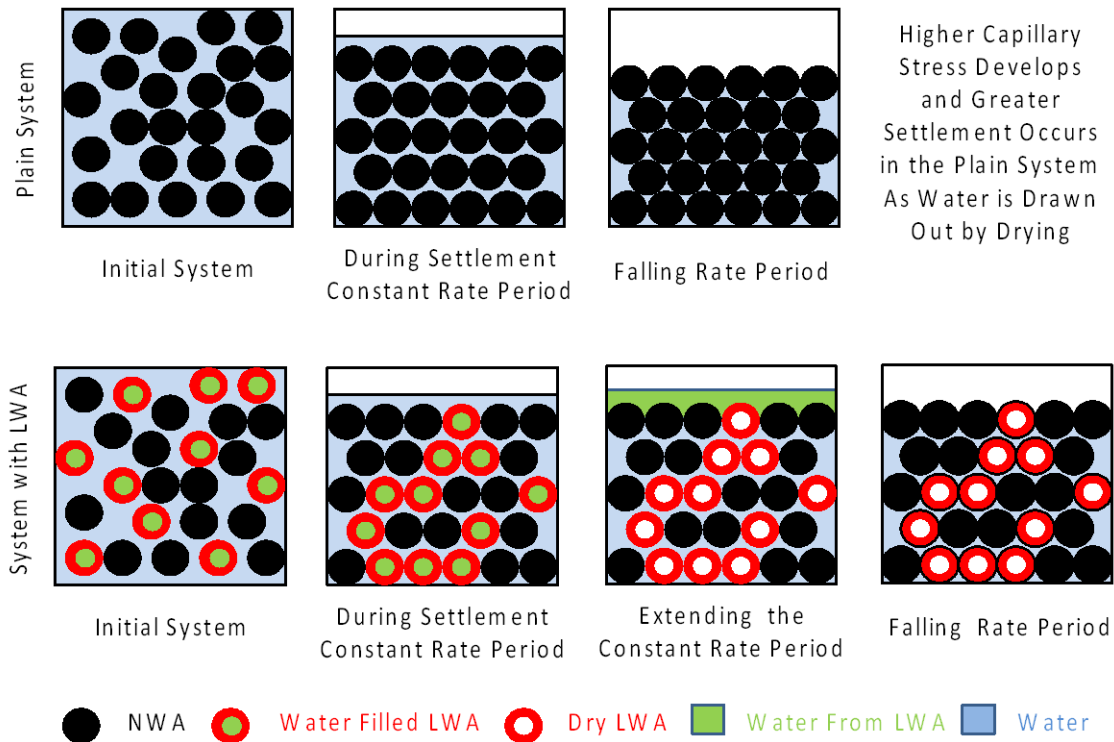 Plain System
Initial System
During Settlement
Constant Rate Period
Falling Rate Period
Higher Capillary
Stress Develops
and Greater
Settlement Occurs
in the Plain System
As Water is Drawn
Out by Drying
System with LWA
Initial System
During Settlement
Constant Rate Period
Extending the
Constant Rate Period
Falling Rate Period
NWA
Water Filled LWA
Dry LWA
Water From LWA
Water